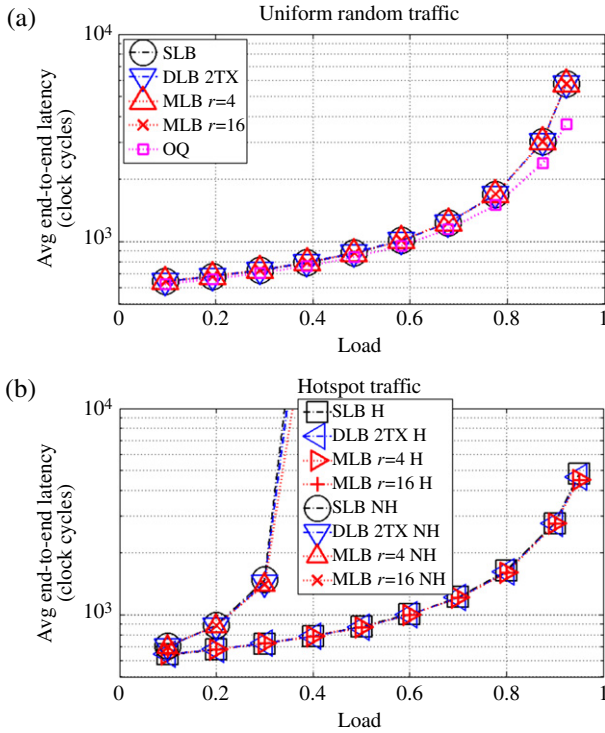 (a)
Uniform random traffic
10^4
SLB
DLB 2TX
MLB r=4
MLB r=16
OQ
10^3
Avg end-to-end latency
(clock cycles)
0 0.2 0.4 0.6 0.8 1
Load
(b)
Hotspot traffic
10^4
SLB H
DLB 2TX H
MLB r=4 H
MLB r=16 H
SLB NH
DLB 2TX NH
MLB r=4 NH
MLB r=16 NH
10^3
Avg end-to-end latency
(clock cycles)
0 0.2 0.4 0.6 0.8 1
Load